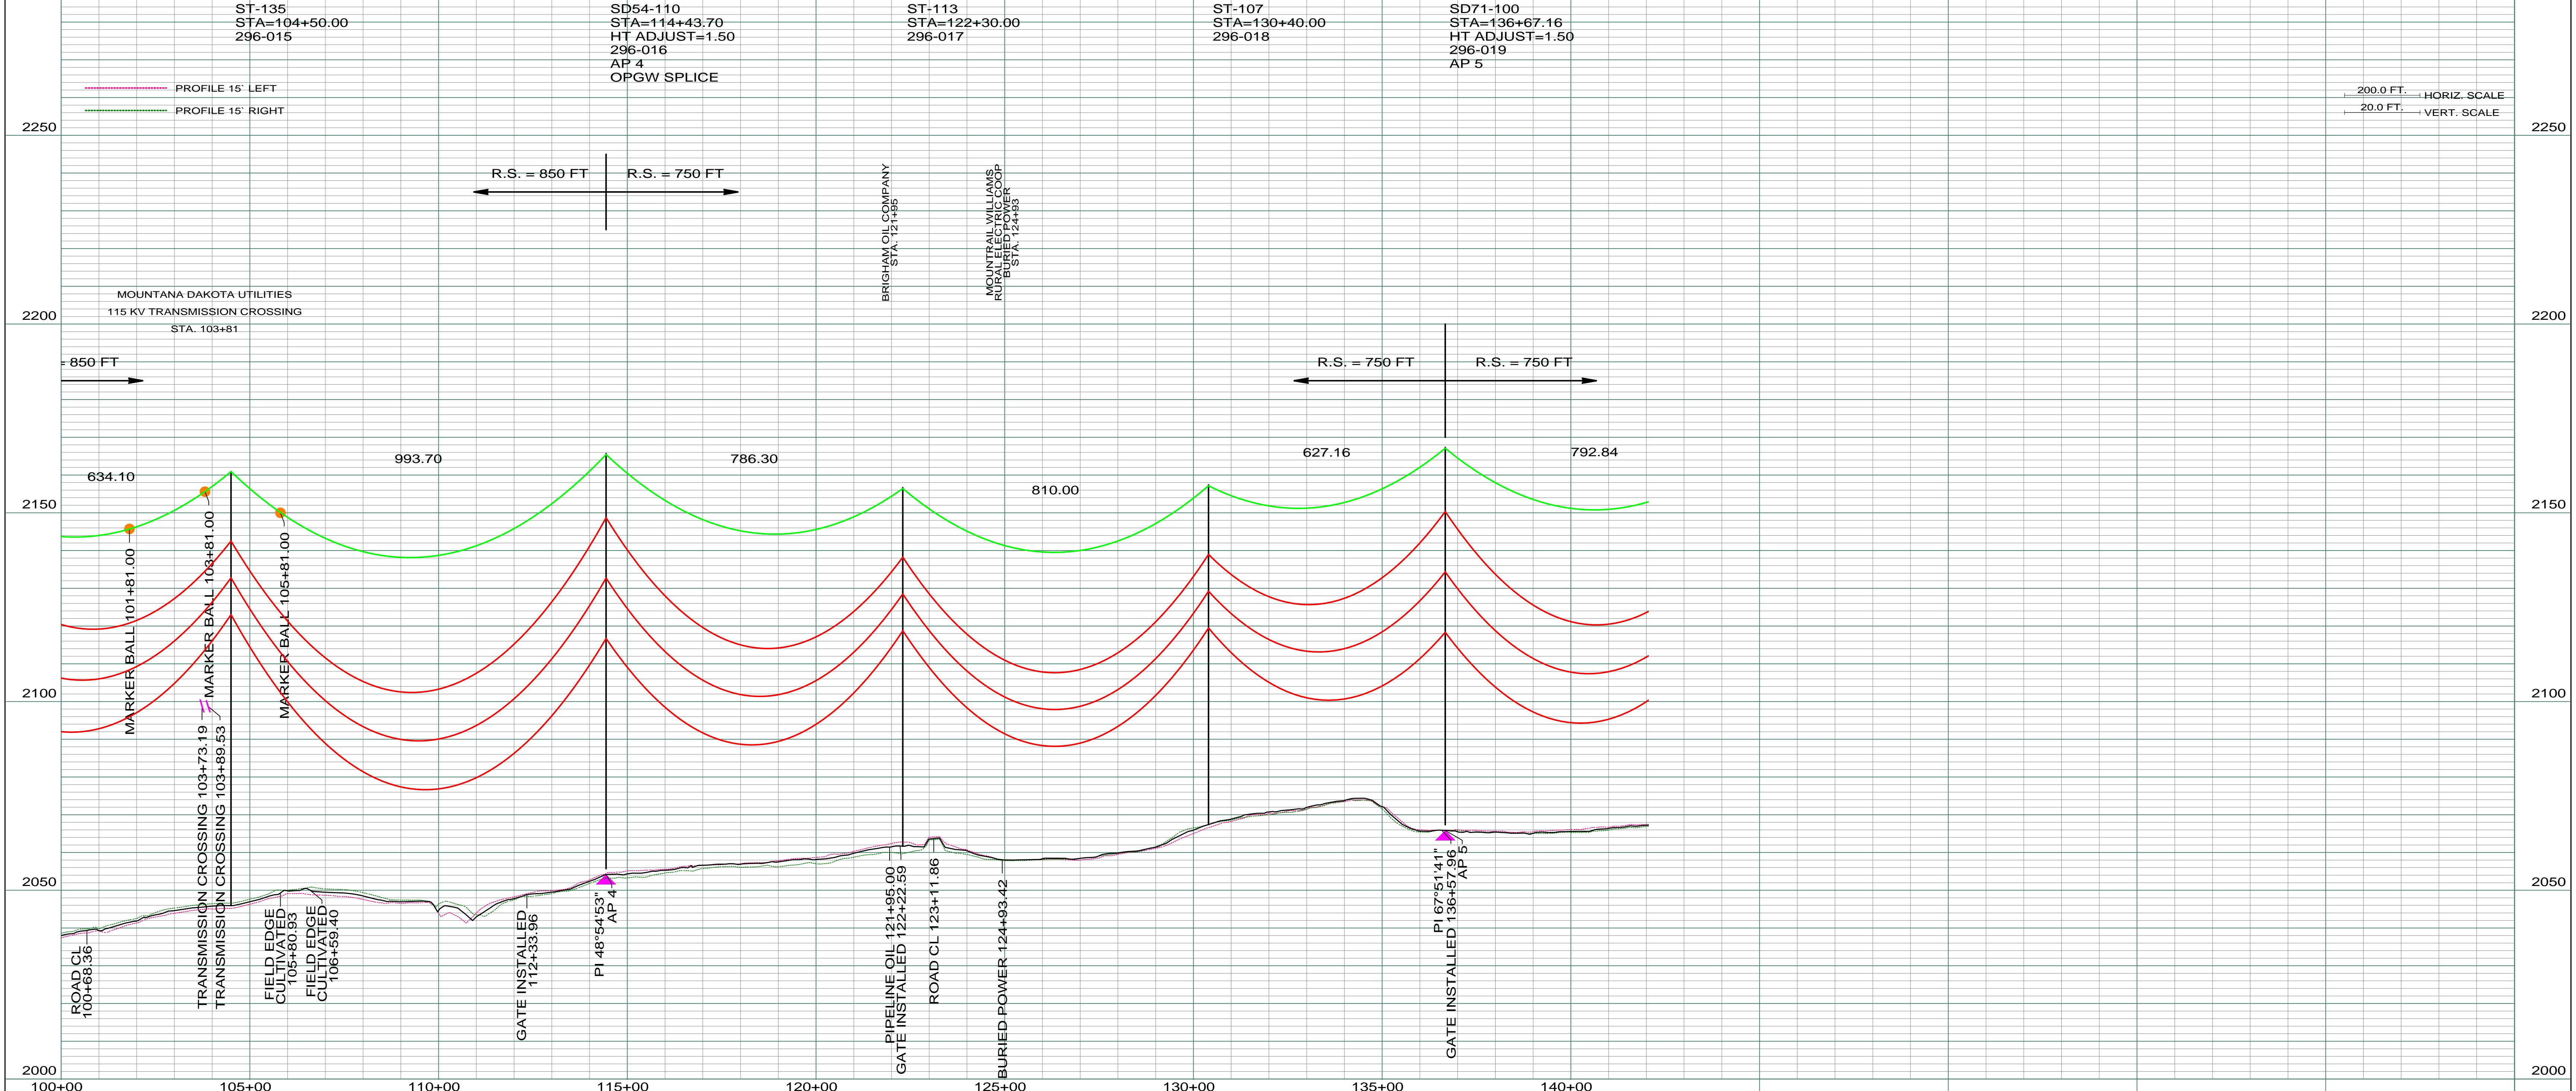 ST-135
STA=104+50.00
296-015
SD54-110
STA=114+43.70
HT ADJUST=1.50
296-016
AP 4
OPGW SPLICE
ST-113
STA=122+30.00
296-017
ST-107
STA=130+40.00
296-018
SD71-100
STA=136+67.16
HT ADJUST=1.50
296-019
AP 5
PROFILE 15` LEFT
PROFILE 15` RIGHT
200.0 FT.
HORIZ. SCALE
20.0 FT.
VERT. SCALE
2250
2250
R.S. = 850 FT
R.S. = 750 FT
BRIGHAM OIL COMPANY
STA. 121+95
MOUNTRAIL WILLIAMS
RURAL ELECTRIC COOP
BURIED POWER
STA. 124+93
MOUNTANA DAKOTA UTILITIES
115 KV TRANSMISSION CROSSING
STA. 103+81
2200
2200
= 850 FT
R.S. = 750 FT
R.S. = 750 FT
634.10
993.70
786.30
810.00
627.16
792.84
2150
2150
MARKER BALL 101+81.00
MARKER BALL 103+81.00
MARKER BALL 105+81.00
2100
2100
TRANSMISSION CROSSING 103+73.19
TRANSMISSION CROSSING 103+89.53
2050
2050
ROAD CL
100+68.36
FIELD EDGE
CULTIVATED
105+80.93
FIELD EDGE
CULTIVATED
106+59.40
GATE INSTALLED
112+33.96
PI 48°54'53"
AP 4
PIPELINE OIL 121+95.00
GATE INSTALLED 122+22.59
ROAD CL 123+11.86
BURIED POWER 124+93.42
PI 67°51'41"
GATE INSTALLED 136+57.96
AP 5
2000
2000
100+00
105+00
110+00
115+00
120+00
125+00
130+00
135+00
140+00